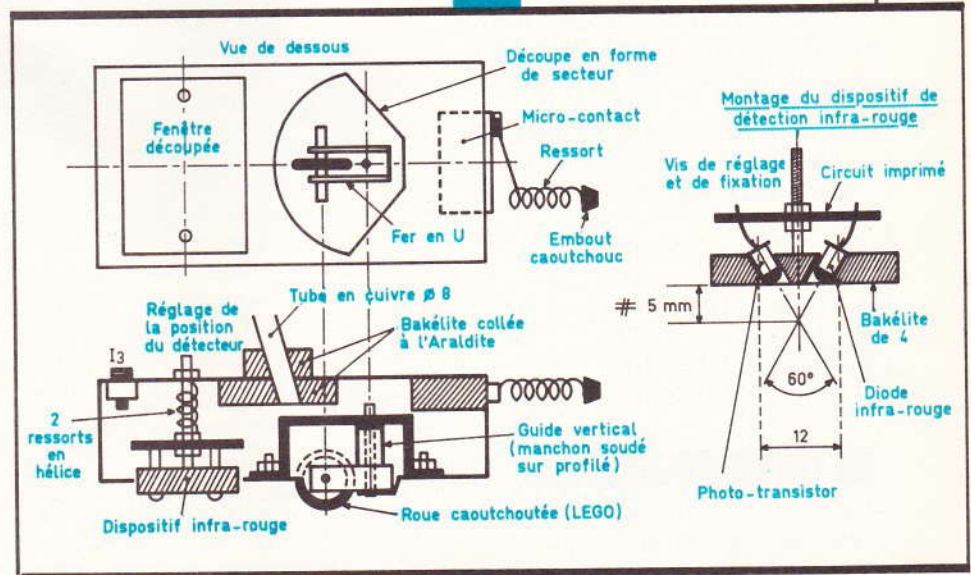 Vue de dessous
Découpe en forme
de secteur
Fenêtre
découpée
Micro-contact
Ressort
Fer en U
Embout
caoutchouc
Montage du dispositif de
détection infra-rouge
Vis de réglage
et de fixation
Circuit imprimé
# 5 mm
Bakélite
de 4
60°
Diode
infra-rouge
12
Photo-transistor
Réglage de
la position
du détecteur
Tube en cuivre ø 8
Bakélite collée
à l'Araldite
I3
2
ressorts
en
hélice
Guide vertical
(manchon soudé
sur profilé)
Dispositif infra-rouge
Roue caoutchoutée (LEGO)